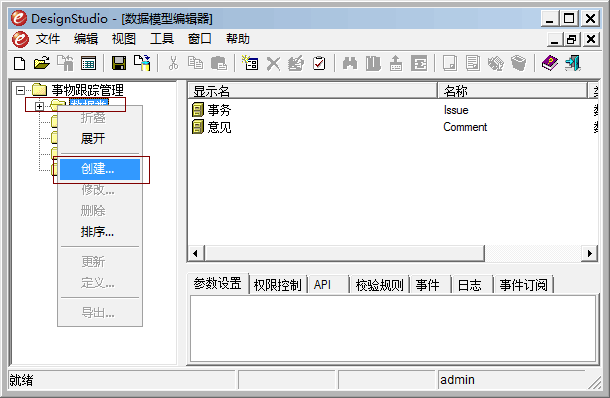 DesignStudio - [数据模型编辑器]
文件 编辑 视图 工具 窗口 帮助
事物跟踪管理
数据类
折叠
展开
创建...
修改...
删除
排序...
更新
定义...
导出...
显示名 名称
事务 Issue
意见 Comment
参数设置 权限控制 API 校验规则 事件 日志 事件订阅
就绪 admin